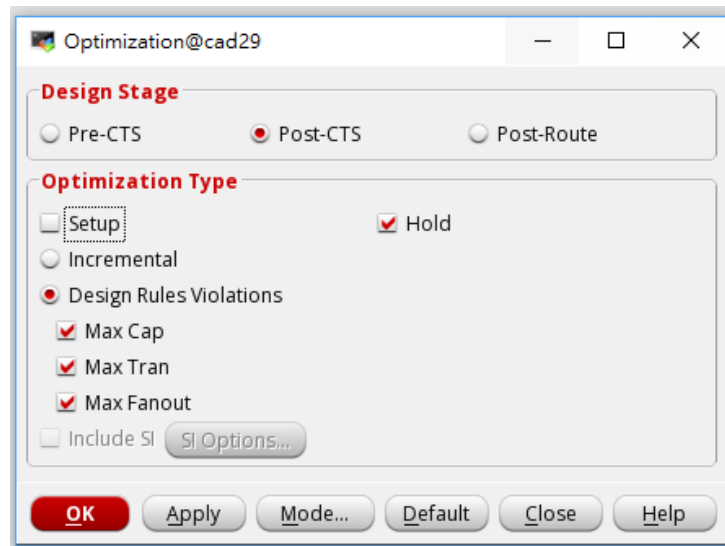 Optimization@cad29
Design Stage
Pre-CTS Post-CTS Post-Route
Optimization Type
Setup Hold
Incremental
Design Rules Violations
Max Cap
Max Tran
Max Fanout
Include SI SI Options...
OK Apply Mode... Default Close Help